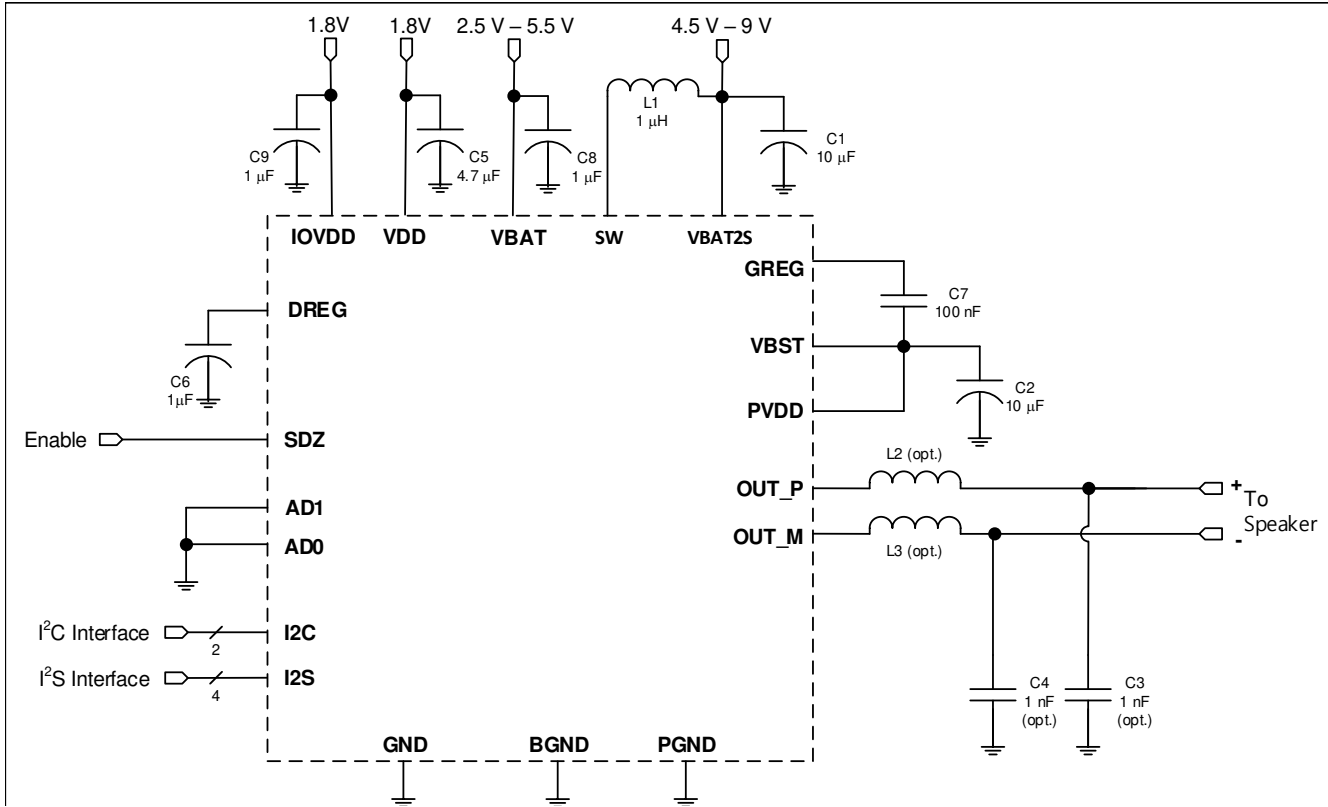 1.8V
1.8V
2.5 V – 5.5 V
4.5 V – 9 V
L1
1 μH
C9
1 μF
C5
4.7 μF
C8
1 μF
C1
10 μF
IOVDD
VDD
VBAT
SW
VBAT2S
GREG
DREG
C7
100 nF
VBST
C6
1μF
C2
10 μF
PVDD
Enable
SDZ
L2 (opt.)
OUT_P
+
To
Speaker
-
AD1
AD0
OUT_M
L3 (opt.)
I²C Interface
2
I2C
I²S Interface
4
I2S
C4
1 nF
(opt.)
C3
1 nF
(opt.)
GND
BGND
PGND